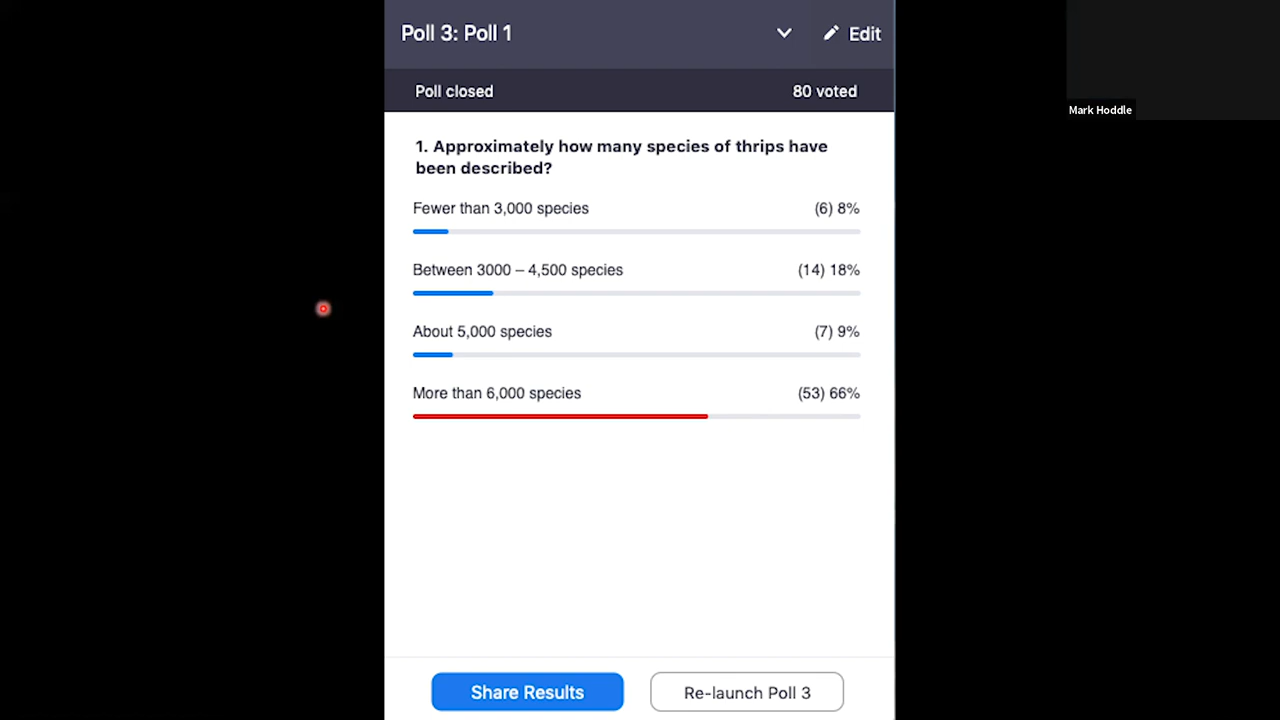 Poll 3: Poll 1
Edit
Poll closed
80 voted
Mark Hoddle
1. Approximately how many species of thrips have
been described?
Fewer than 3,000 species
(6) 8%
Between 3000 – 4,500 species
(14) 18%
About 5,000 species
(7) 9%
More than 6,000 species
(53) 66%
Share Results
Re-launch Poll 3